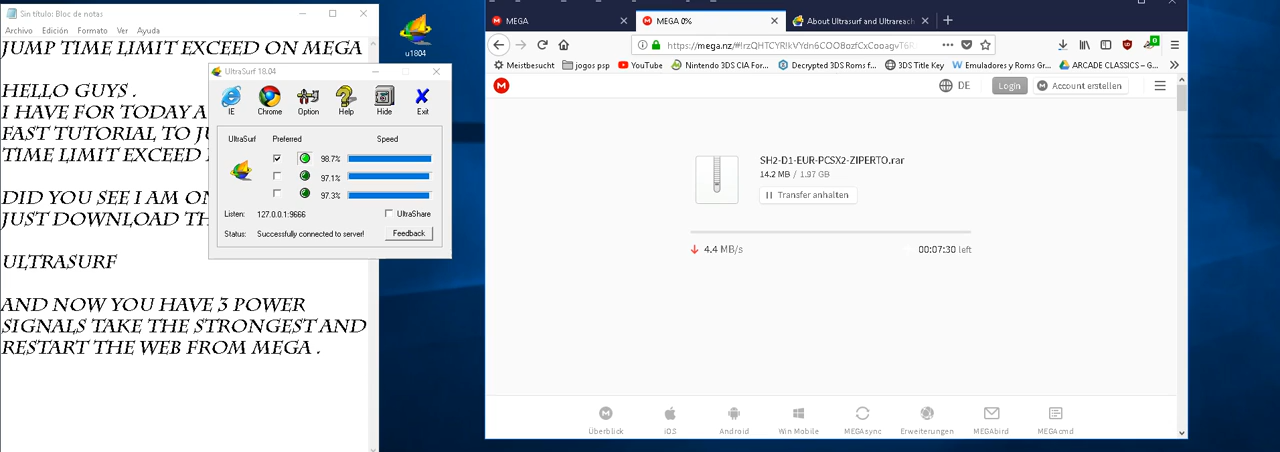 Sin título: Bloc de notas
Archivo Edición Formato Ver Ayuda
JUMP TIME LIMIT EXCEED ON MEGA
HELLO GUYS .
I HAVE FOR TODAY A
FAST TUTORIAL TO
TIME LIMIT EXCEED
DID YOU SEE I AM
JUST DOWNLOAD
ULTRASURF
AND NOW YOU HAVE 3 POWER
SIGNALS TAKE THE STRONGEST AND
RESTART THE WEB FROM MEGA .
u1804
UltraSurf 18.04
IE Chrome Option Help Hide Exit
UltraSurf Preferred Speed
98.7%
97.1%
97.3%
Listen: 127.0.0.1:9666 UltraShare
Status: Successfully connected to server! Feedback
MEGA MEGA 0% About Ultrasurf and Ultrareach
Meistbesucht jogos psp YouTube Nintendo 3DS CIA For... Decrypted 3DS Roms f... 3DS Title Key Emuladores y Roms Gr... ARCADE CLASSICS – G...
DE Login Account erstellen
SH2-D1-EUR-PCSX2-ZIPERTO.rar
14.2 MB / 1.97 GB
Transfer anhalten
4.4 MB/s 00:07:30 left
Überblick iOS Android Win Mobile MEGAsync Erweiterungen MEGAbird MEGAcmd